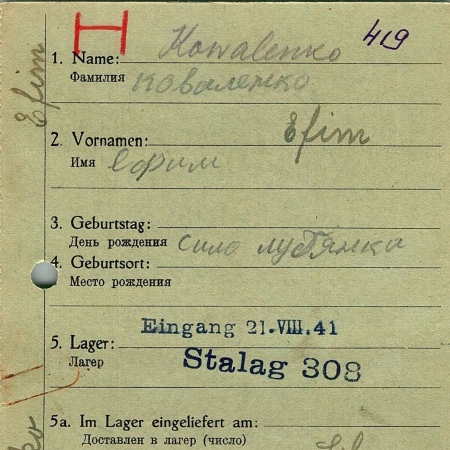 H
419
Kowalenko
1. Name:
Фамилия Коваленко
Efim
Efim
2. Vornamen:
Имя Ефим
3. Geburtstag:
День рождения село лубянка
4. Geburtsort:
Место рождения
Eingang 21.VIII.41
5. Lager: Stalag 308
Лагер
5a. Im Lager eingeliefert am:
Доставлен в лагер (число)